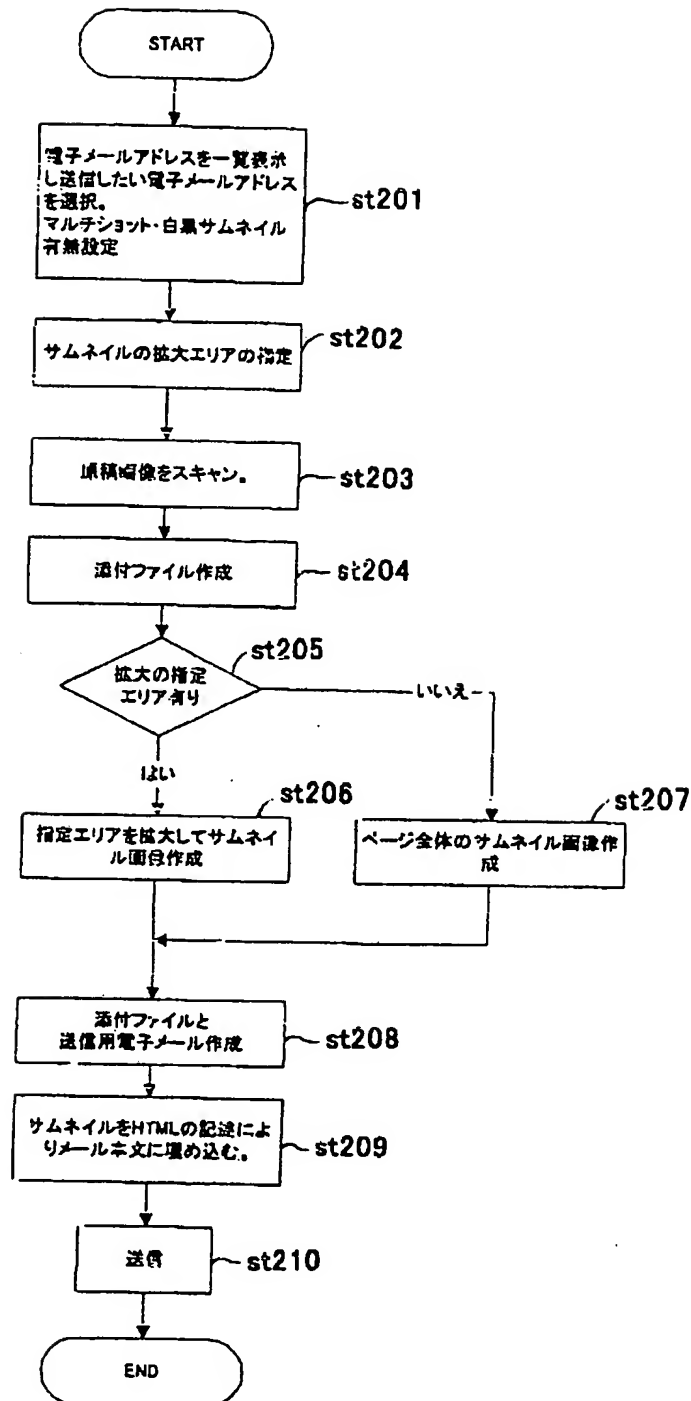 START
電子メールアドレスを一覧表示
し送信したい電子メールアドレス
を選択。
マルチショット・白黒サムネイル
有無設定
st201
サムネイルの拡大エリアの指定
st202
原稿画像をスキャン。
st203
添付ファイル作成
st204
拡大の指定
エリア有り
st205
いいえ
はい
指定エリアを拡大してサムネイ
ル画像作成
st206
ページ全体のサムネイル画像作
成
st207
添付ファイルと
送信用電子メール作成
st208
サムネイルをHTMLの記述によ
りメール本文に埋め込む。
st209
送信
st210
END